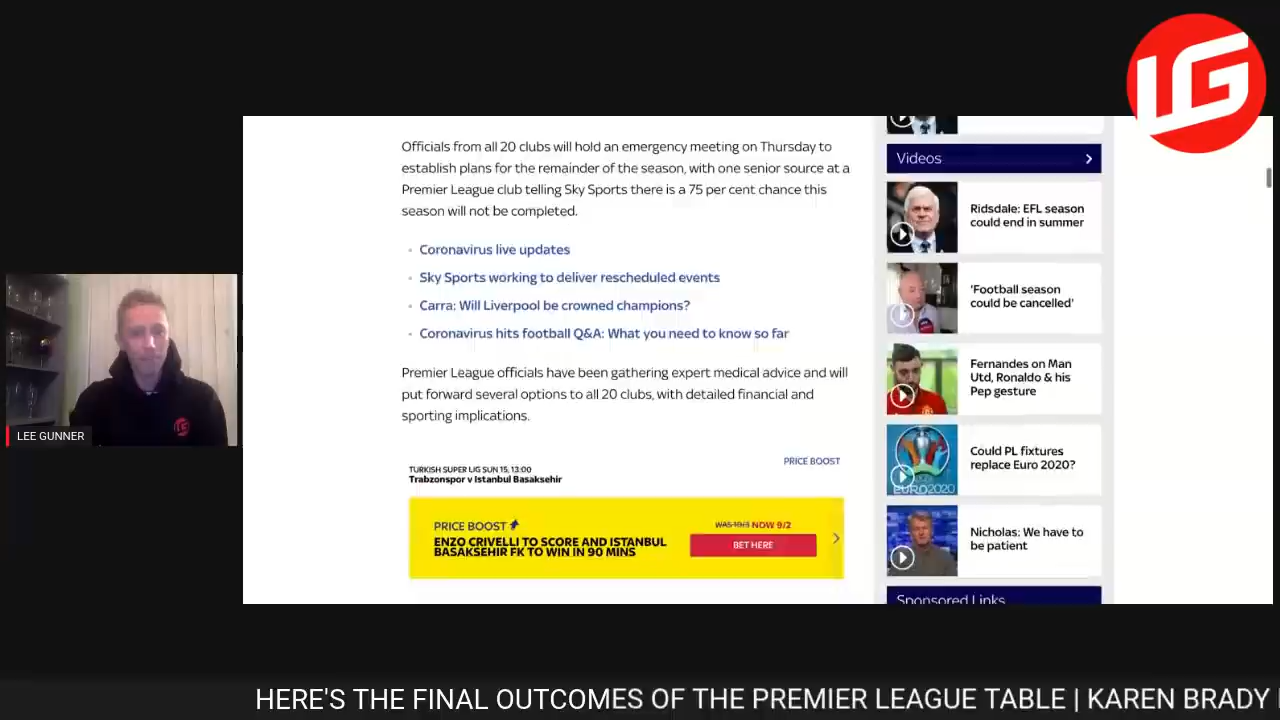 LG
Officials from all 20 clubs will hold an emergency meeting on Thursday to
establish plans for the remainder of the season, with one senior source at a
Premier League club telling Sky Sports there is a 75 per cent chance this
season will not be completed.
Coronavirus live updates
Sky Sports working to deliver rescheduled events
Carra: Will Liverpool be crowned champions?
Coronavirus hits football Q&A: What you need to know so far
Premier League officials have been gathering expert medical advice and will
put forward several options to all 20 clubs, with detailed financial and
sporting implications.
PRICE BOOST
TURKISH SUPER LIG SUN 15, 13:00
Trabzonspor v Istanbul Basaksehir
PRICE BOOST
ENZO CRIVELLI TO SCORE AND ISTANBUL
BASAKSEHIR FK TO WIN IN 90 MINS
WAS 10/3 NOW 9/2
BET HERE
Videos
Ridsdale: EFL season
could end in summer
'Football season
could be cancelled'
Fernandes on Man
Utd, Ronaldo & his
Pep gesture
EURO2020
Could PL fixtures
replace Euro 2020?
Nicholas: We have to
be patient
Sponsored Links
LEE GUNNER
HERE'S THE FINAL OUTCOMES OF THE PREMIER LEAGUE TABLE | KAREN BRADY